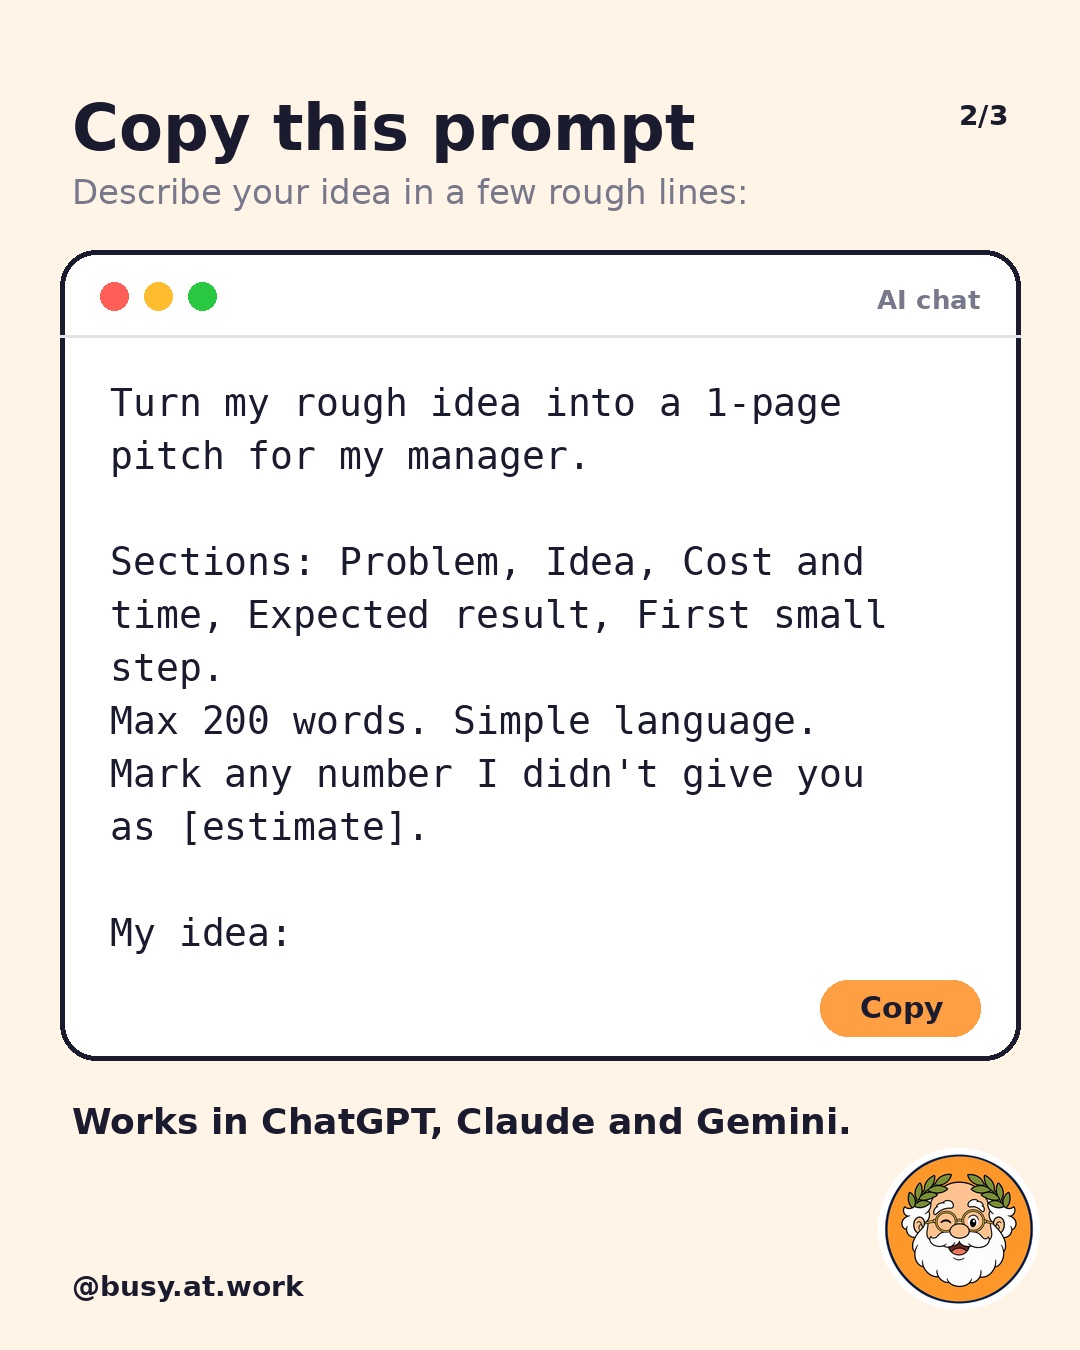 Copy this prompt
2/3
Describe your idea in a few rough lines:
AI chat
Turn my rough idea into a 1-page
pitch for my manager.
Sections: Problem, Idea, Cost and
time, Expected result, First small
step.
Max 200 words. Simple language.
Mark any number I didn't give you
as [estimate].
My idea:
Copy
Works in ChatGPT, Claude and Gemini.
@busy.at.work